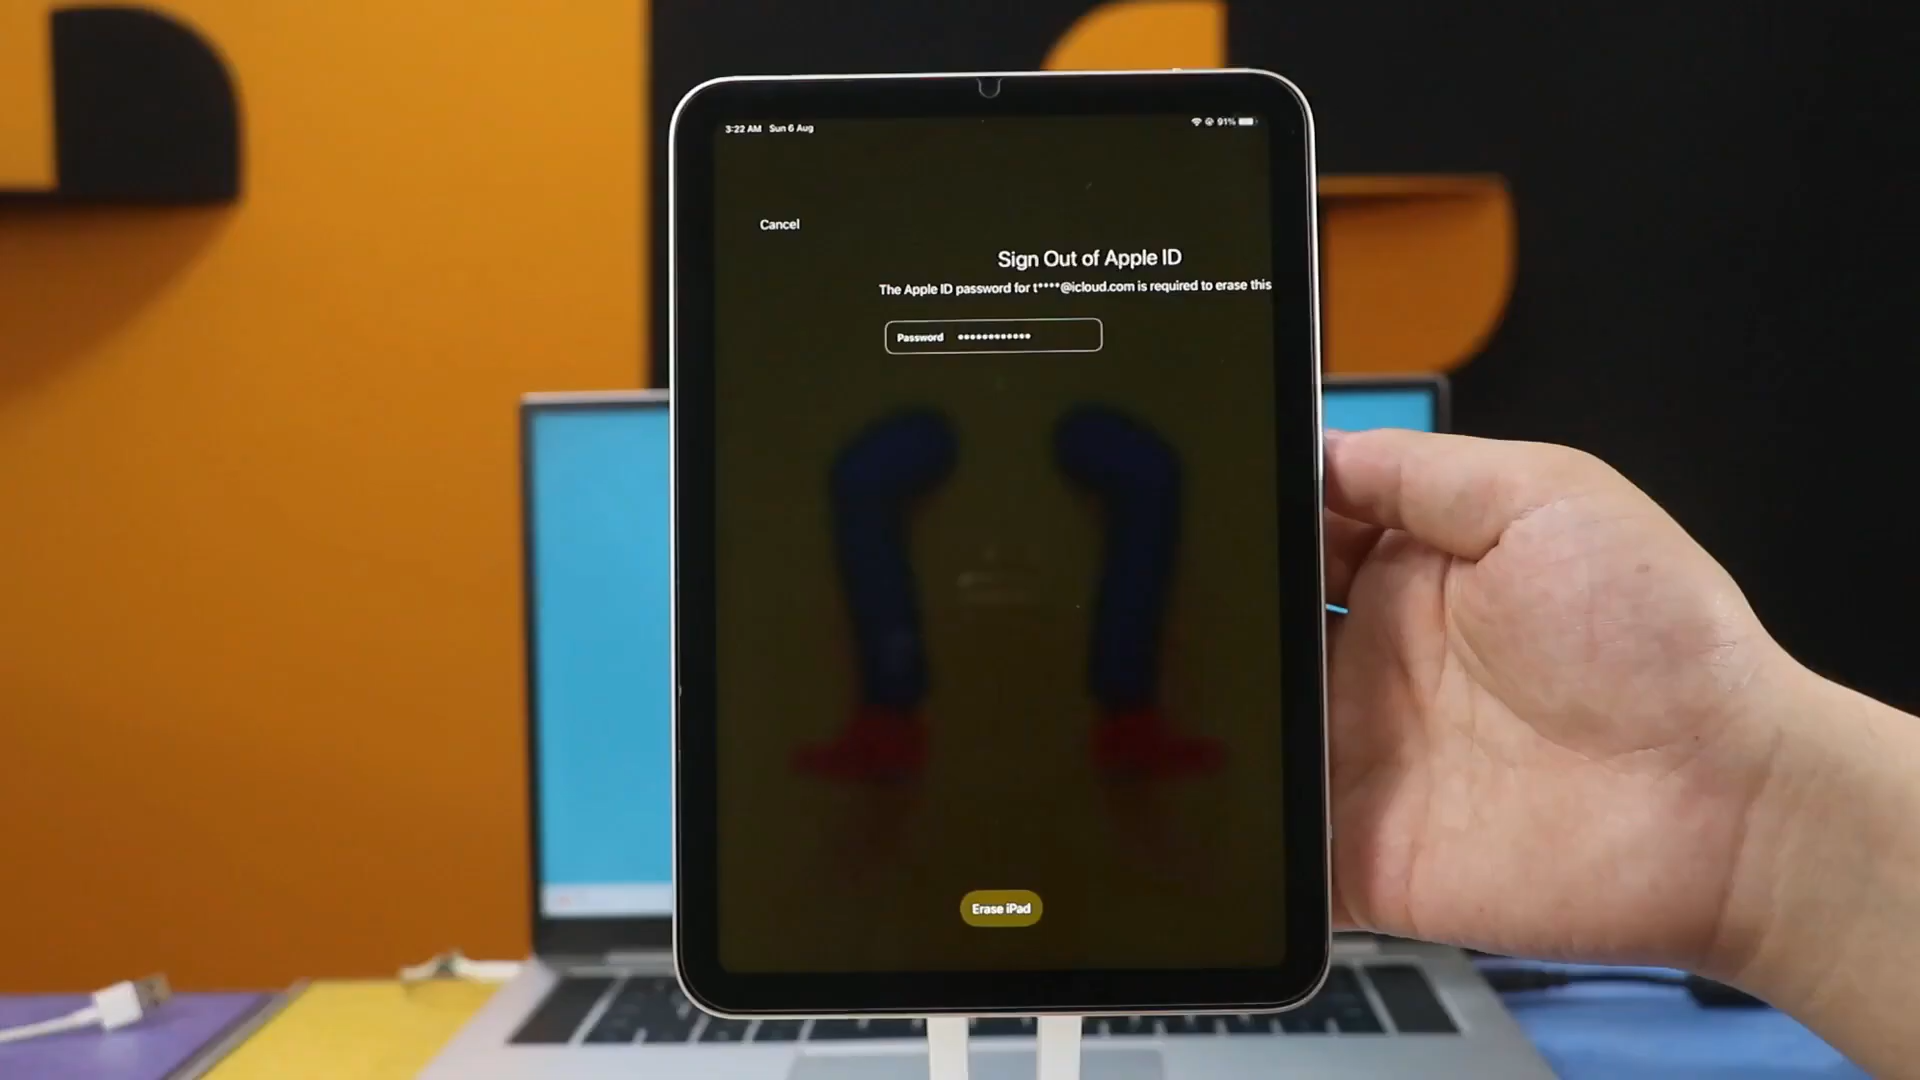 3:22 AM Sun 6 Aug
91%
Cancel
Sign Out of Apple ID
The Apple ID password for t****@icloud.com is required to erase this
Password ••••••••••••
Erase iPad